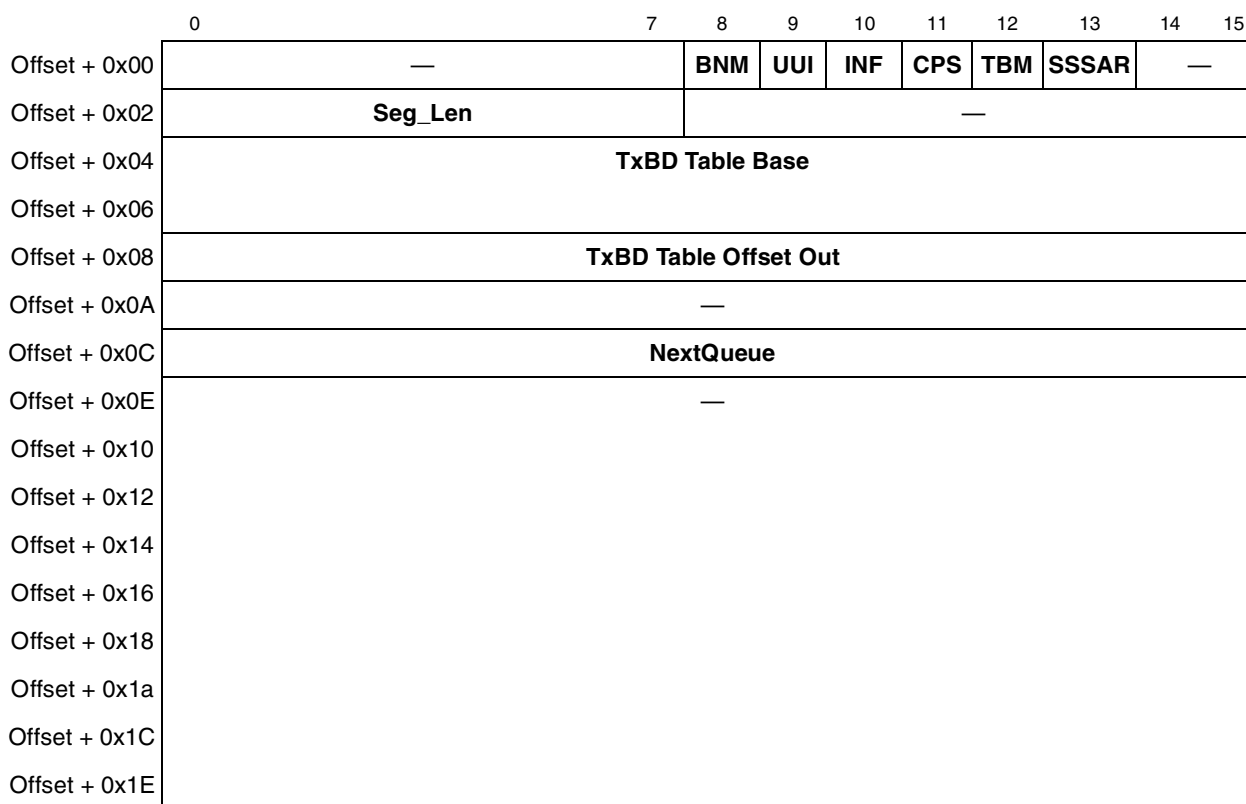 0 7 8 9 10 11 12 13 14 15
Offset + 0x00 — BNM UUI INF CPS TBM SSSAR —
Offset + 0x02 Seg_Len —
Offset + 0x04 TxBD Table Base
Offset + 0x06
Offset + 0x08 TxBD Table Offset Out
Offset + 0x0A —
Offset + 0x0C NextQueue
Offset + 0x0E —
Offset + 0x10
Offset + 0x12
Offset + 0x14
Offset + 0x16
Offset + 0x18
Offset + 0x1a
Offset + 0x1C
Offset + 0x1E